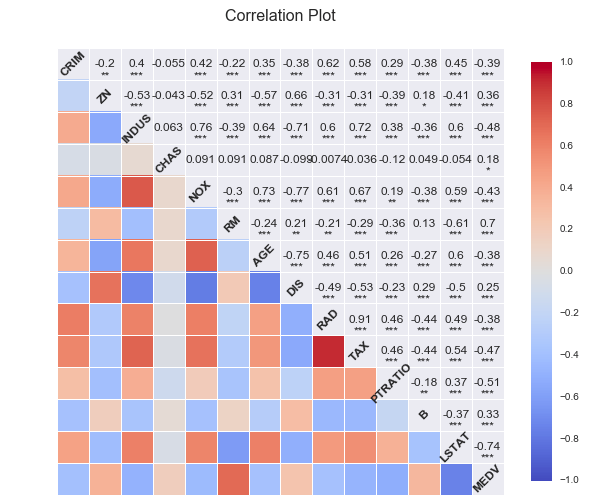 Correlation Plot
CRIM -0.2 0.4 -0.055 0.42 -0.22 0.35 -0.38 0.62 0.58 0.29 -0.38 0.45 -0.39
** *** *** *** *** *** *** *** *** *** *** ***
ZN -0.53 -0.043 -0.52 0.31 -0.57 0.66 -0.31 -0.31 -0.39 0.18 -0.41 0.36
*** *** *** *** *** *** *** *** * *** ***
INDUS 0.063 0.76 -0.39 0.64 -0.71 0.6 0.72 0.38 -0.36 0.6 -0.48
*** *** *** *** *** *** *** *** *** ***
CHAS 0.091 0.091 0.087 -0.099 -0.0074 -0.036 -0.12 0.049 -0.054 0.18
*
NOX -0.3 0.73 -0.77 0.61 0.67 0.19 -0.38 0.59 -0.43
*** *** *** *** *** ** *** *** ***
RM -0.24 0.21 -0.21 -0.29 -0.36 0.13 -0.61 0.7
*** ** ** *** *** *** ***
AGE -0.75 0.46 0.51 0.26 -0.27 0.6 -0.38
*** *** *** *** *** *** ***
DIS -0.49 -0.53 -0.23 0.29 -0.5 0.25
*** *** *** *** *** ***
RAD 0.91 0.46 -0.44 0.49 -0.38
*** *** *** *** ***
TAX 0.46 -0.44 0.54 -0.47
*** *** *** ***
PTRATIO -0.18 0.37 -0.51
** *** ***
B -0.37 0.33
*** ***
LSTAT -0.74
***
MEDV
1.0
0.8
0.6
0.4
0.2
0.0
−0.2
−0.4
−0.6
−0.8
−1.0